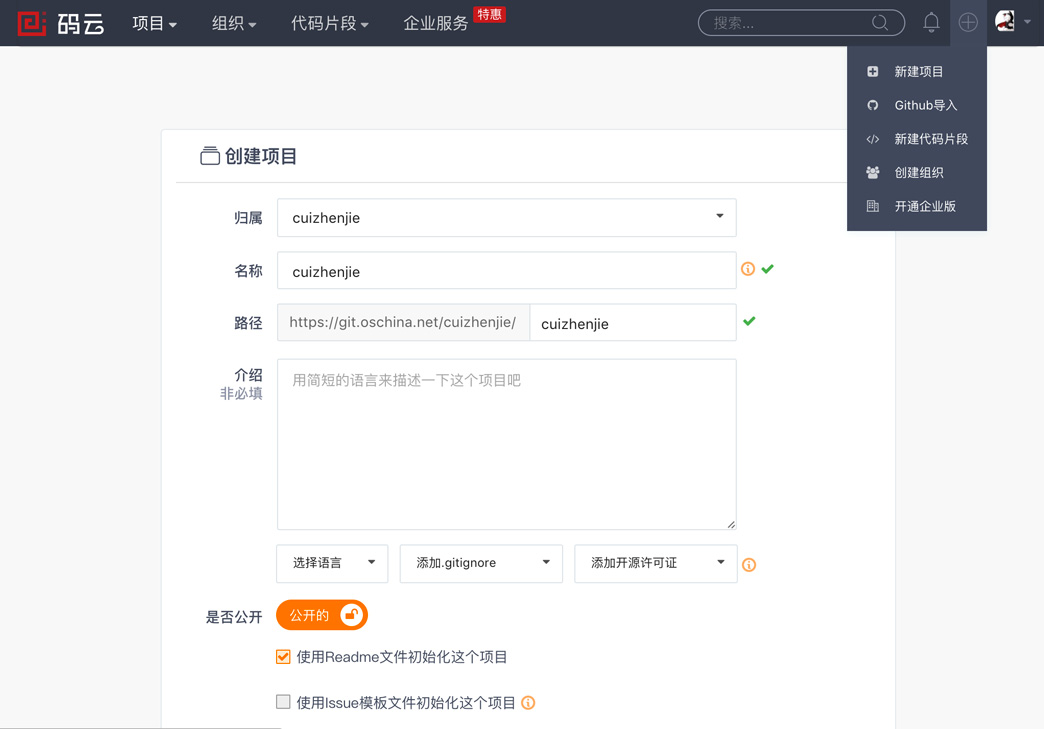 码云 项目 组织 代码片段 企业服务 特惠 搜索...
新建项目
Github导入
新建代码片段
创建组织
开通企业版
创建项目
归属 cuizhenjie
名称 cuizhenjie
路径 https://git.oschina.net/cuizhenjie/ cuizhenjie
介绍 用简短的语言来描述一下这个项目吧
非必填
选择语言 添加.gitignore 添加开源许可证
是否公开 公开的
使用Readme文件初始化这个项目
使用Issue模板文件初始化这个项目